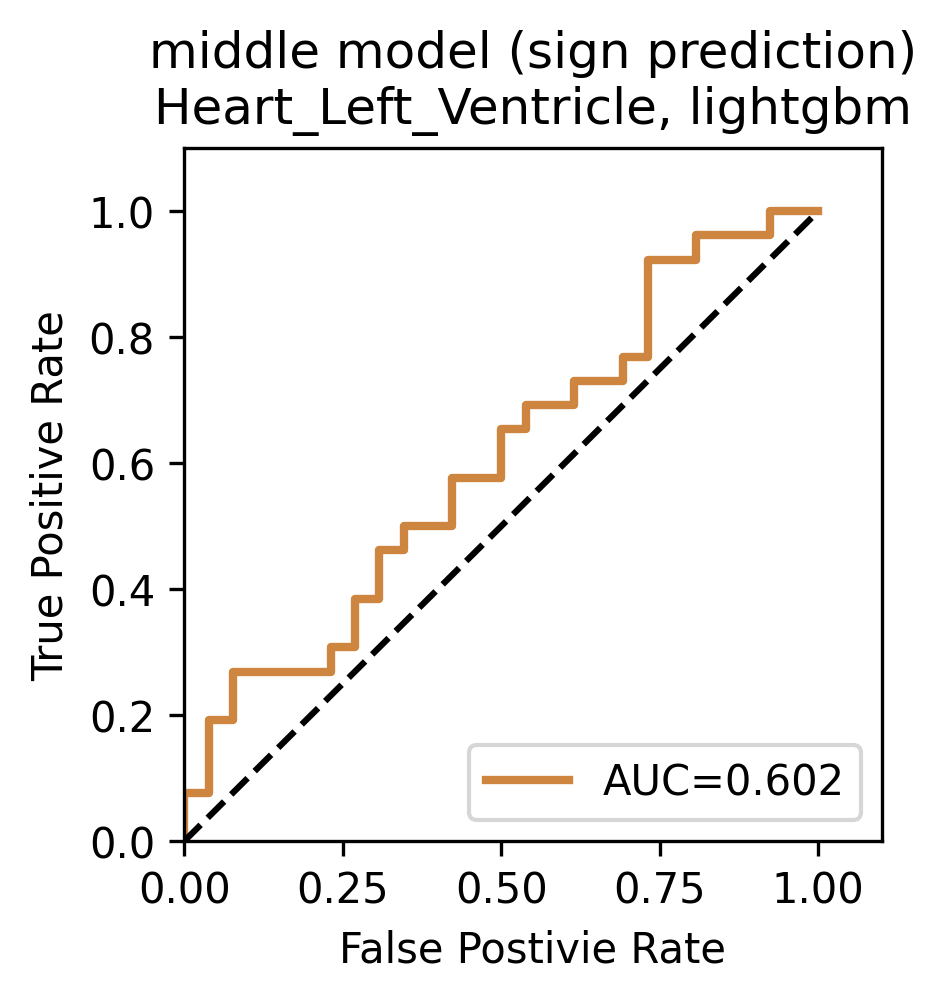 middle model (sign prediction)
Heart_Left_Ventricle, lightgbm
True Positive Rate
1.0
0.8
0.6
0.4
0.2
0.0
AUC=0.602
0.00 0.25 0.50 0.75 1.00
False Postivie Rate